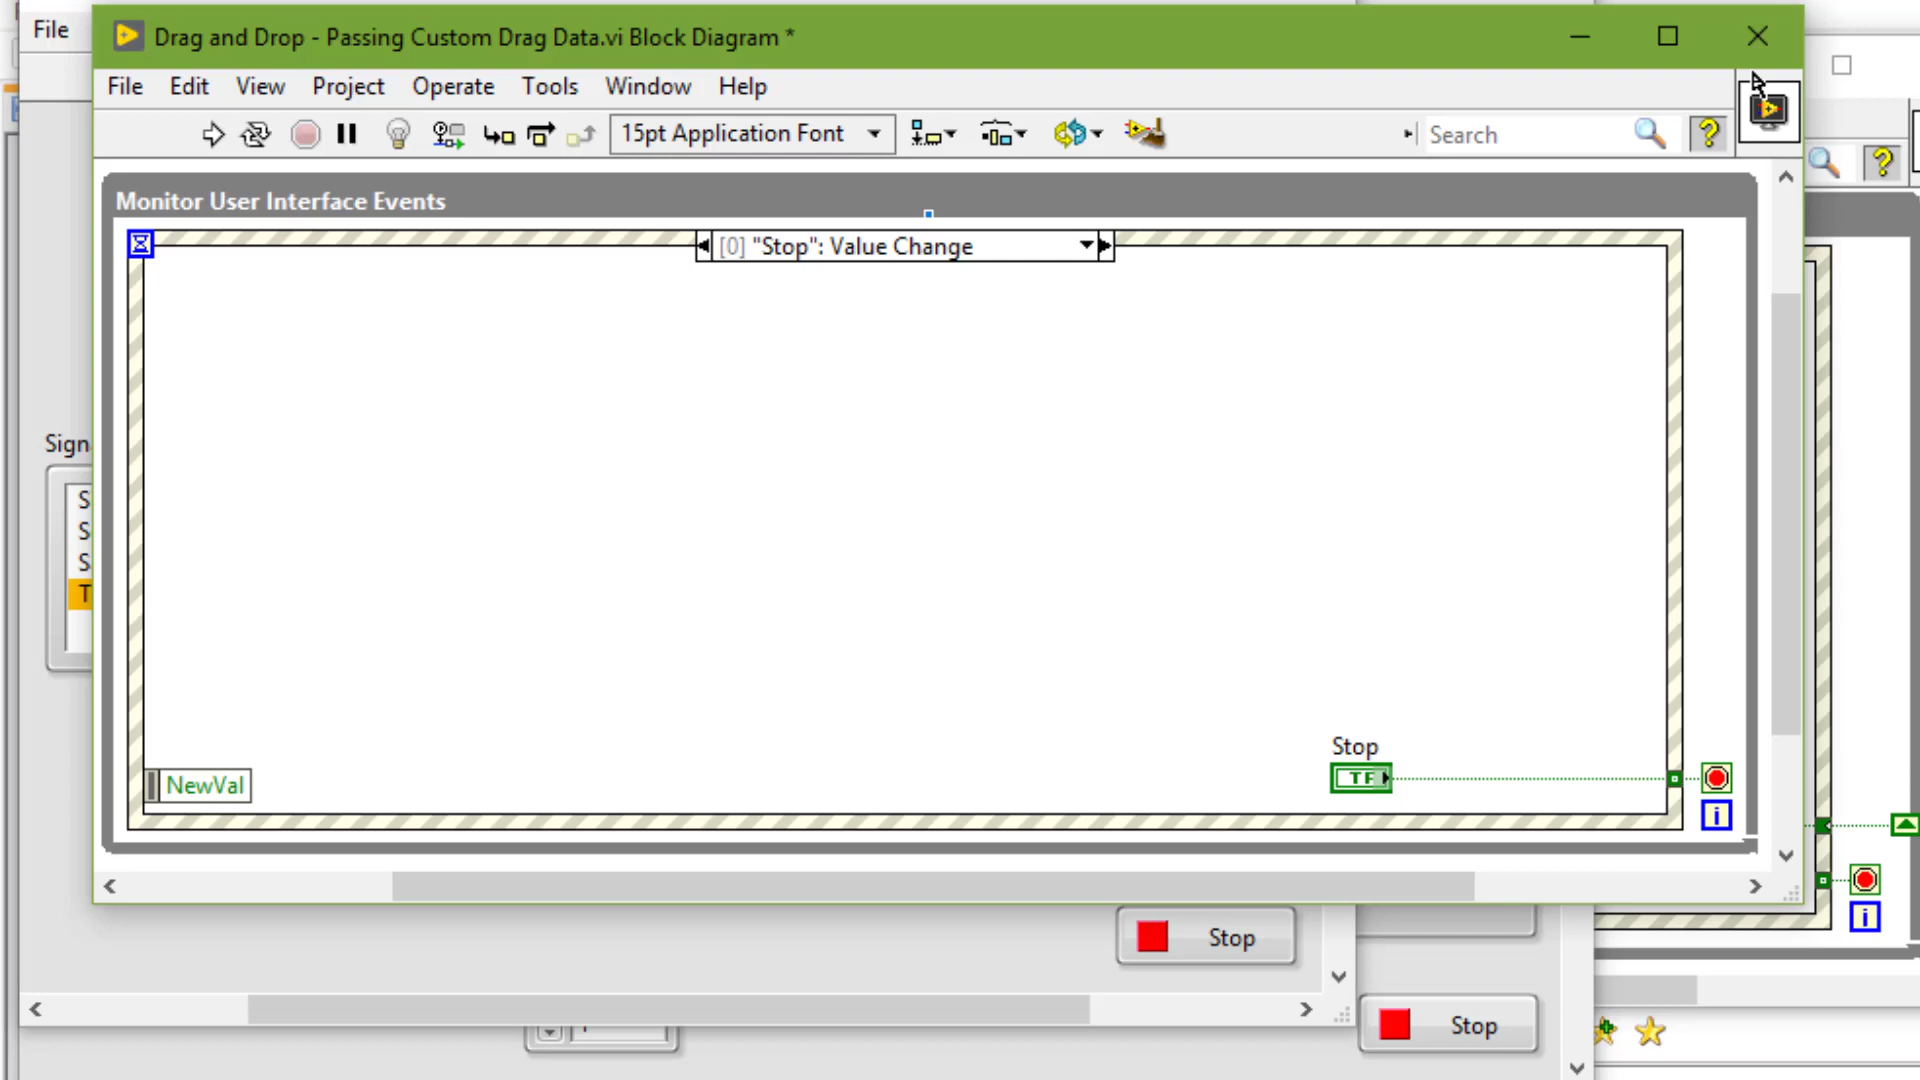 File
Drag and Drop - Passing Custom Drag Data.vi Block Diagram *
File Edit View Project Operate Tools Window Help
15pt Application Font
Search
?
?
Monitor User Interface Events
[0] "Stop": Value Change
Sign
S
S
S
T
Stop
TF
NewVal
i
i
Stop
Stop